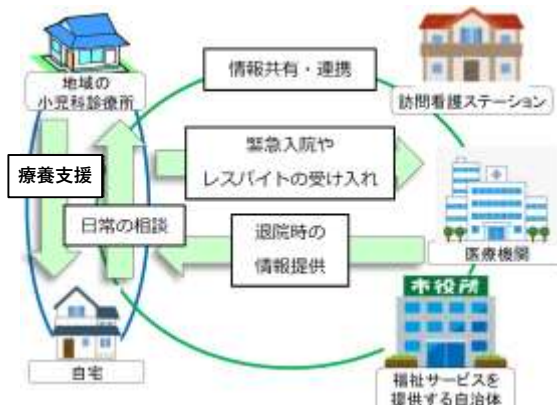 地域の
小児科診療所
情報共有・連携
訪問看護ステーション
緊急入院や
レスパイトの受け入れ
療養支援
日常の相談
退院時の
情報提供
医療機関
市役所
自宅
福祉サービスを
提供する自治体